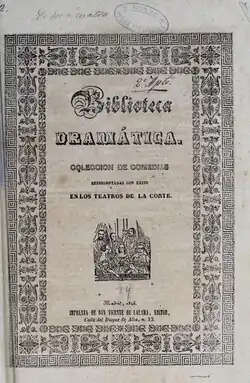 Biblioteca
DRAMÁTICA.
COLECCION DE COMEDIAS
REPRESENTADAS CON EXITO
EN LOS TEATROS DE LA CORTE.
Madrid,
IMPRENTA DE DON VICENTE DE LALAMA, EDITOR,
Calle del Duque de Alba, n. 13.